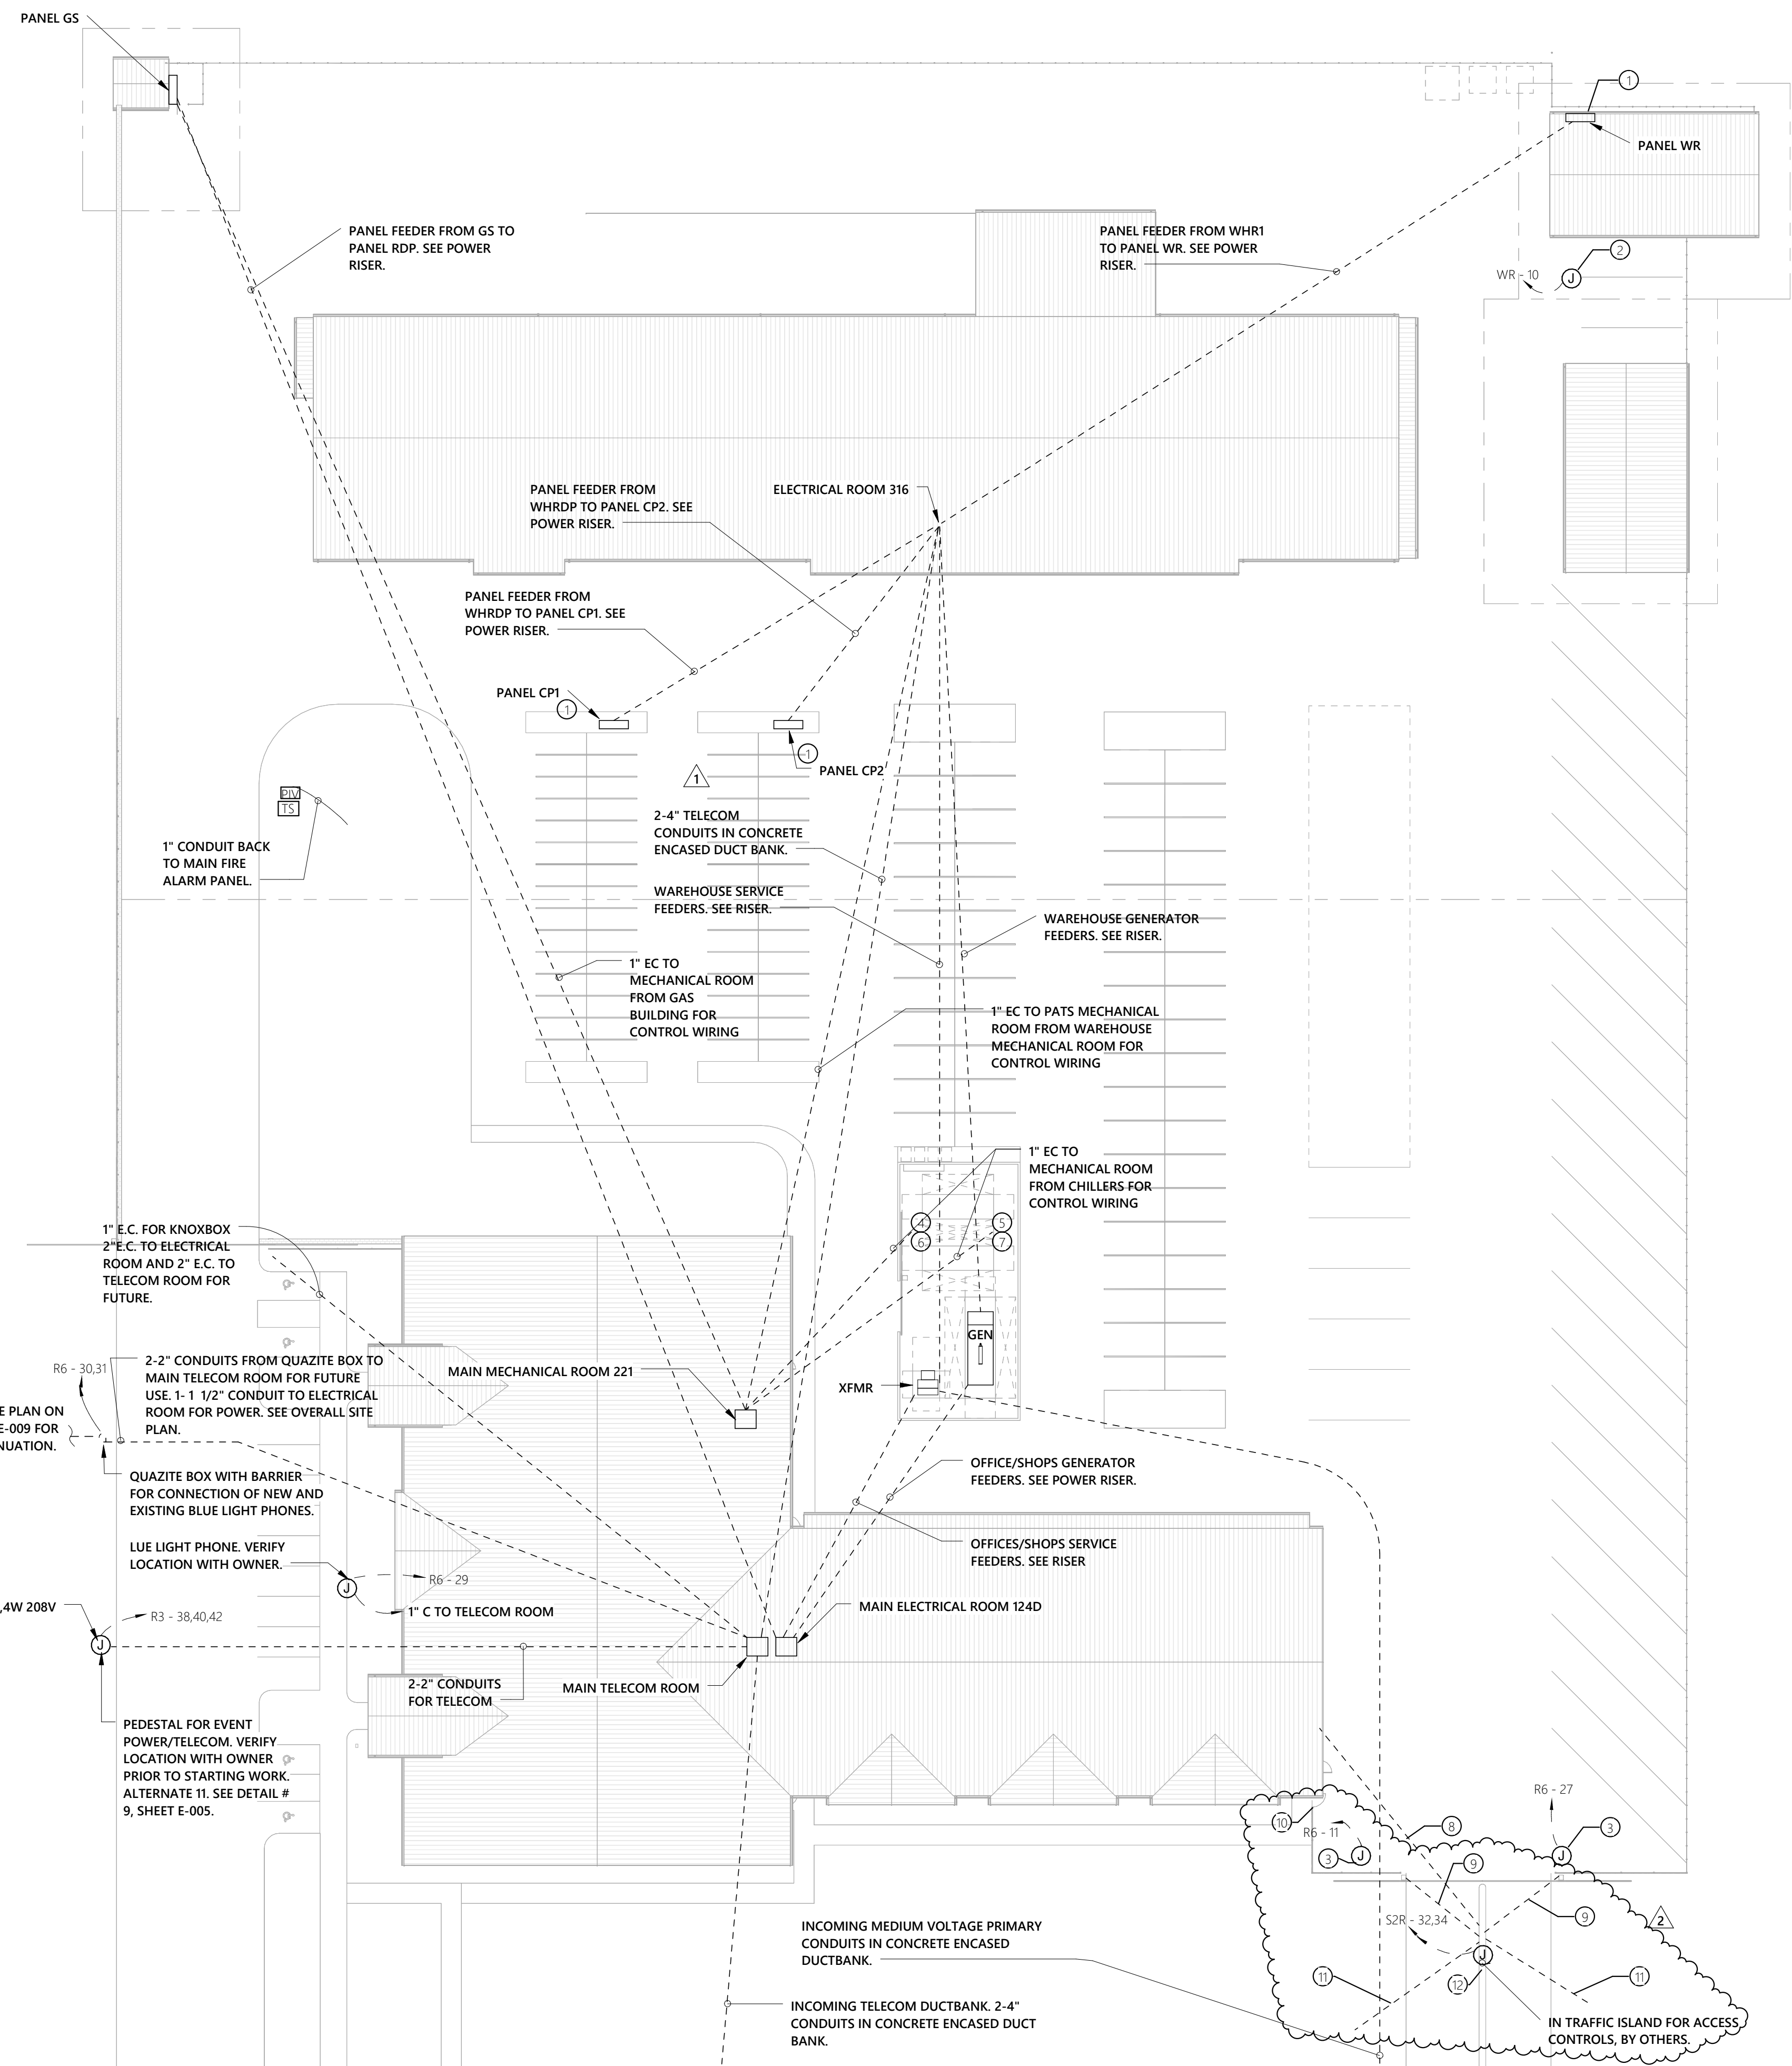 PANEL GS
1
PANEL WR
PANEL FEEDER FROM GS TO
PANEL RDP. SEE POWER
RISER.
PANEL FEEDER FROM WHR1
TO PANEL WR. SEE POWER
RISER.
2
WR - 10
J
PANEL FEEDER FROM
WHRDP TO PANEL CP2. SEE
POWER RISER.
ELECTRICAL ROOM 316
PANEL FEEDER FROM
WHRDP TO PANEL CP1. SEE
POWER RISER.
PANEL CP1
1
1
PANEL CP2
1
PIV
TS
1" CONDUIT BACK
TO MAIN FIRE
ALARM PANEL.
2-4" TELECOM
CONDUITS IN CONCRETE
ENCASED DUCT BANK.
WAREHOUSE SERVICE
FEEDERS. SEE RISER.
WAREHOUSE GENERATOR
FEEDERS. SEE RISER.
1" EC TO
MECHANICAL ROOM
FROM GAS
BUILDING FOR
CONTROL WIRING
1" EC TO PATS MECHANICAL
ROOM FROM WAREHOUSE
MECHANICAL ROOM FOR
CONTROL WIRING
1" EC TO
MECHANICAL ROOM
FROM CHILLERS FOR
CONTROL WIRING
4
5
6
7
1" E.C. FOR KNOXBOX
2"E.C. TO ELECTRICAL
ROOM AND 2" E.C. TO
TELECOM ROOM FOR
FUTURE.
GEN
R6 - 30,31
2-2" CONDUITS FROM QUAZITE BOX TO
MAIN TELECOM ROOM FOR FUTURE
USE. 1- 1 1/2" CONDUIT TO ELECTRICAL
ROOM FOR POWER. SEE OVERALL SITE
PLAN.
MAIN MECHANICAL ROOM 221
XFMR
E PLAN ON
E-009 FOR
NUATION.
QUAZITE BOX WITH BARRIER
FOR CONNECTION OF NEW AND
EXISTING BLUE LIGHT PHONES.
OFFICE/SHOPS GENERATOR
FEEDERS. SEE POWER RISER.
LUE LIGHT PHONE. VERIFY
LOCATION WITH OWNER.
OFFICES/SHOPS SERVICE
FEEDERS. SEE RISER
J
R6 - 29
1" C TO TELECOM ROOM
,4W 208V
R3 - 38,40,42
J
MAIN ELECTRICAL ROOM 124D
2-2" CONDUITS
FOR TELECOM
MAIN TELECOM ROOM
PEDESTAL FOR EVENT
POWER/TELECOM. VERIFY
LOCATION WITH OWNER
PRIOR TO STARTING WORK.
ALTERNATE 11. SEE DETAIL #
9, SHEET E-005.
R6 - 27
10
R6 - 11
8
3
3
J
J
9
9
S2R - 32,34
2
J
11
12
11
INCOMING MEDIUM VOLTAGE PRIMARY
CONDUITS IN CONCRETE ENCASED
DUCTBANK.
INCOMING TELECOM DUCTBANK. 2-4"
CONDUITS IN CONCRETE ENCASED DUCT
BANK.
IN TRAFFIC ISLAND FOR ACCESS
CONTROLS, BY OTHERS.